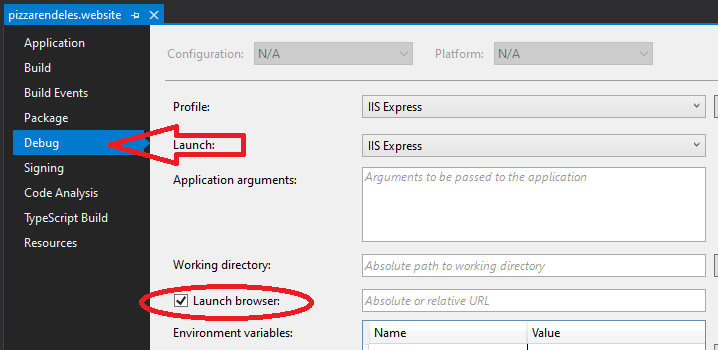 pizzarendeles.website
Application
Build
Build Events
Package
Debug
Signing
Code Analysis
TypeScript Build
Resources
Configuration: N/A Platform: N/A
Profile: IIS Express
Launch: IIS Express
Application arguments: Arguments to be passed to the application
Working directory: Absolute path to working directory
Launch browser: Absolute or relative URL
Environment variables: Name Value